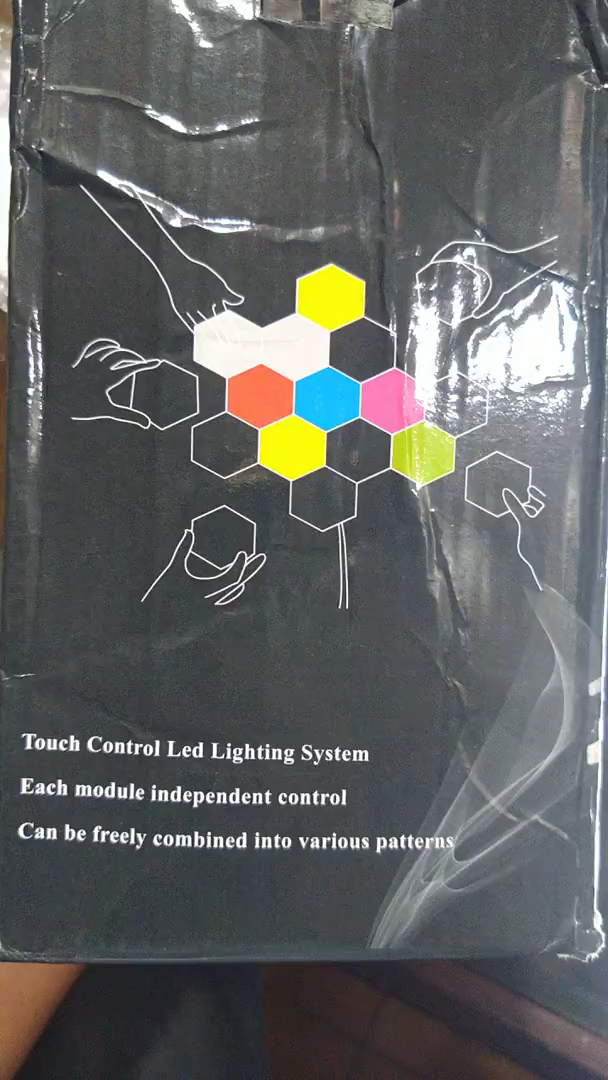 Touch Control Led Lighting System
Each module independent control
Can be freely combined into various patterns